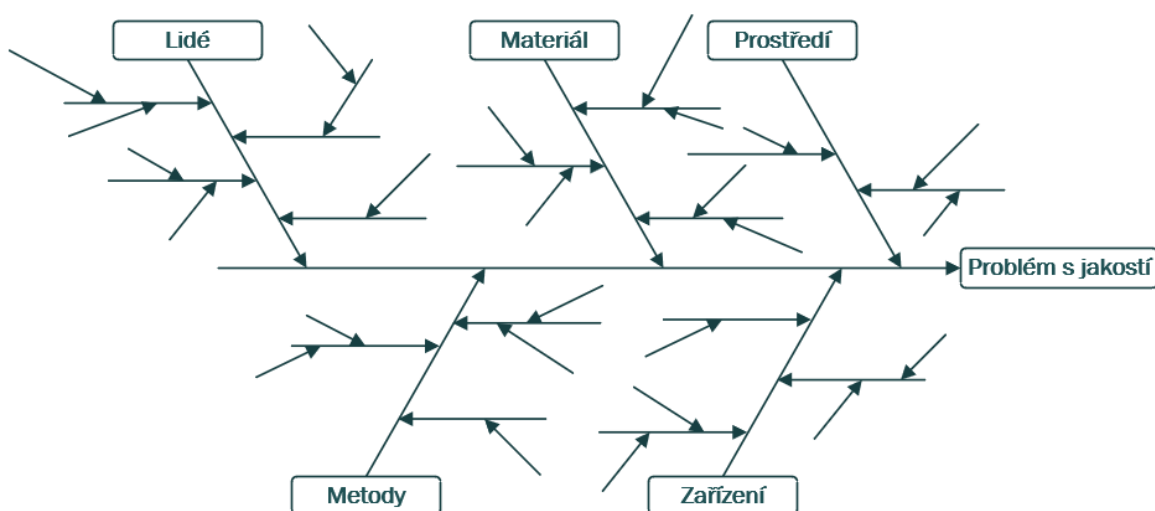 Lidé
Materiál
Prostředí
Problém s jakostí
Metody
Zařízení